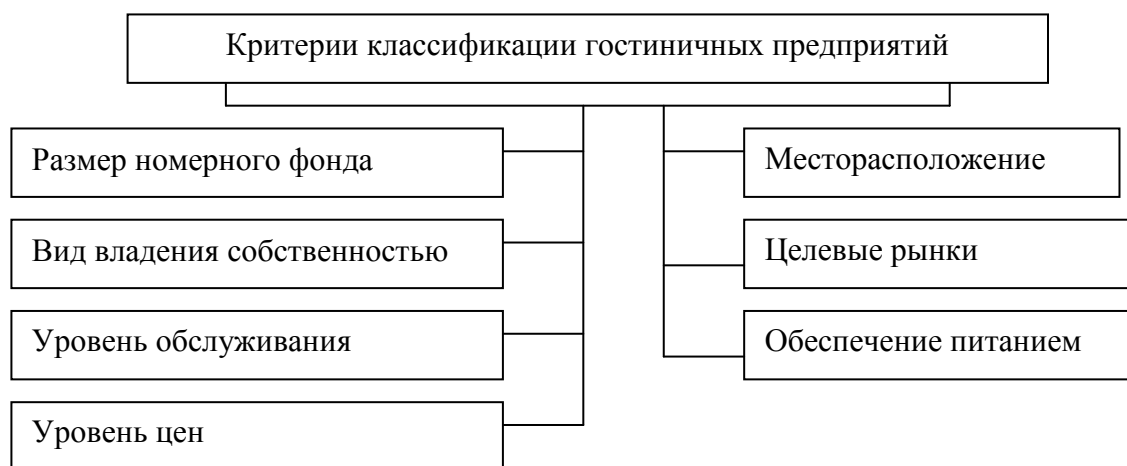 Критерии классификации гостиничных предприятий
Размер номерного фонда
Вид владения собственностью
Уровень обслуживания
Уровень цен
Месторасположение
Целевые рынки
Обеспечение питанием